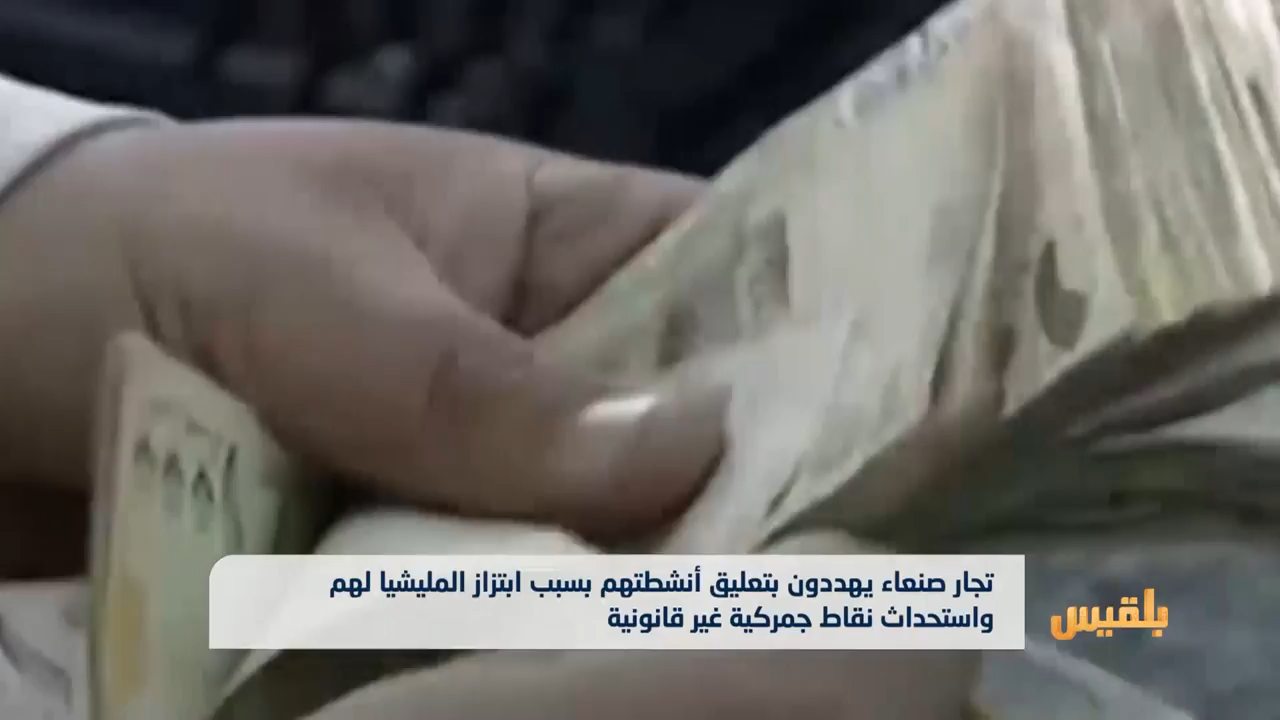 تجار صنعاء يهددون بتعليق أنشطتهم بسبب ابتزاز المليشيا لهم
واستحداث نقاط جمركية غير قانونية
بلقيس